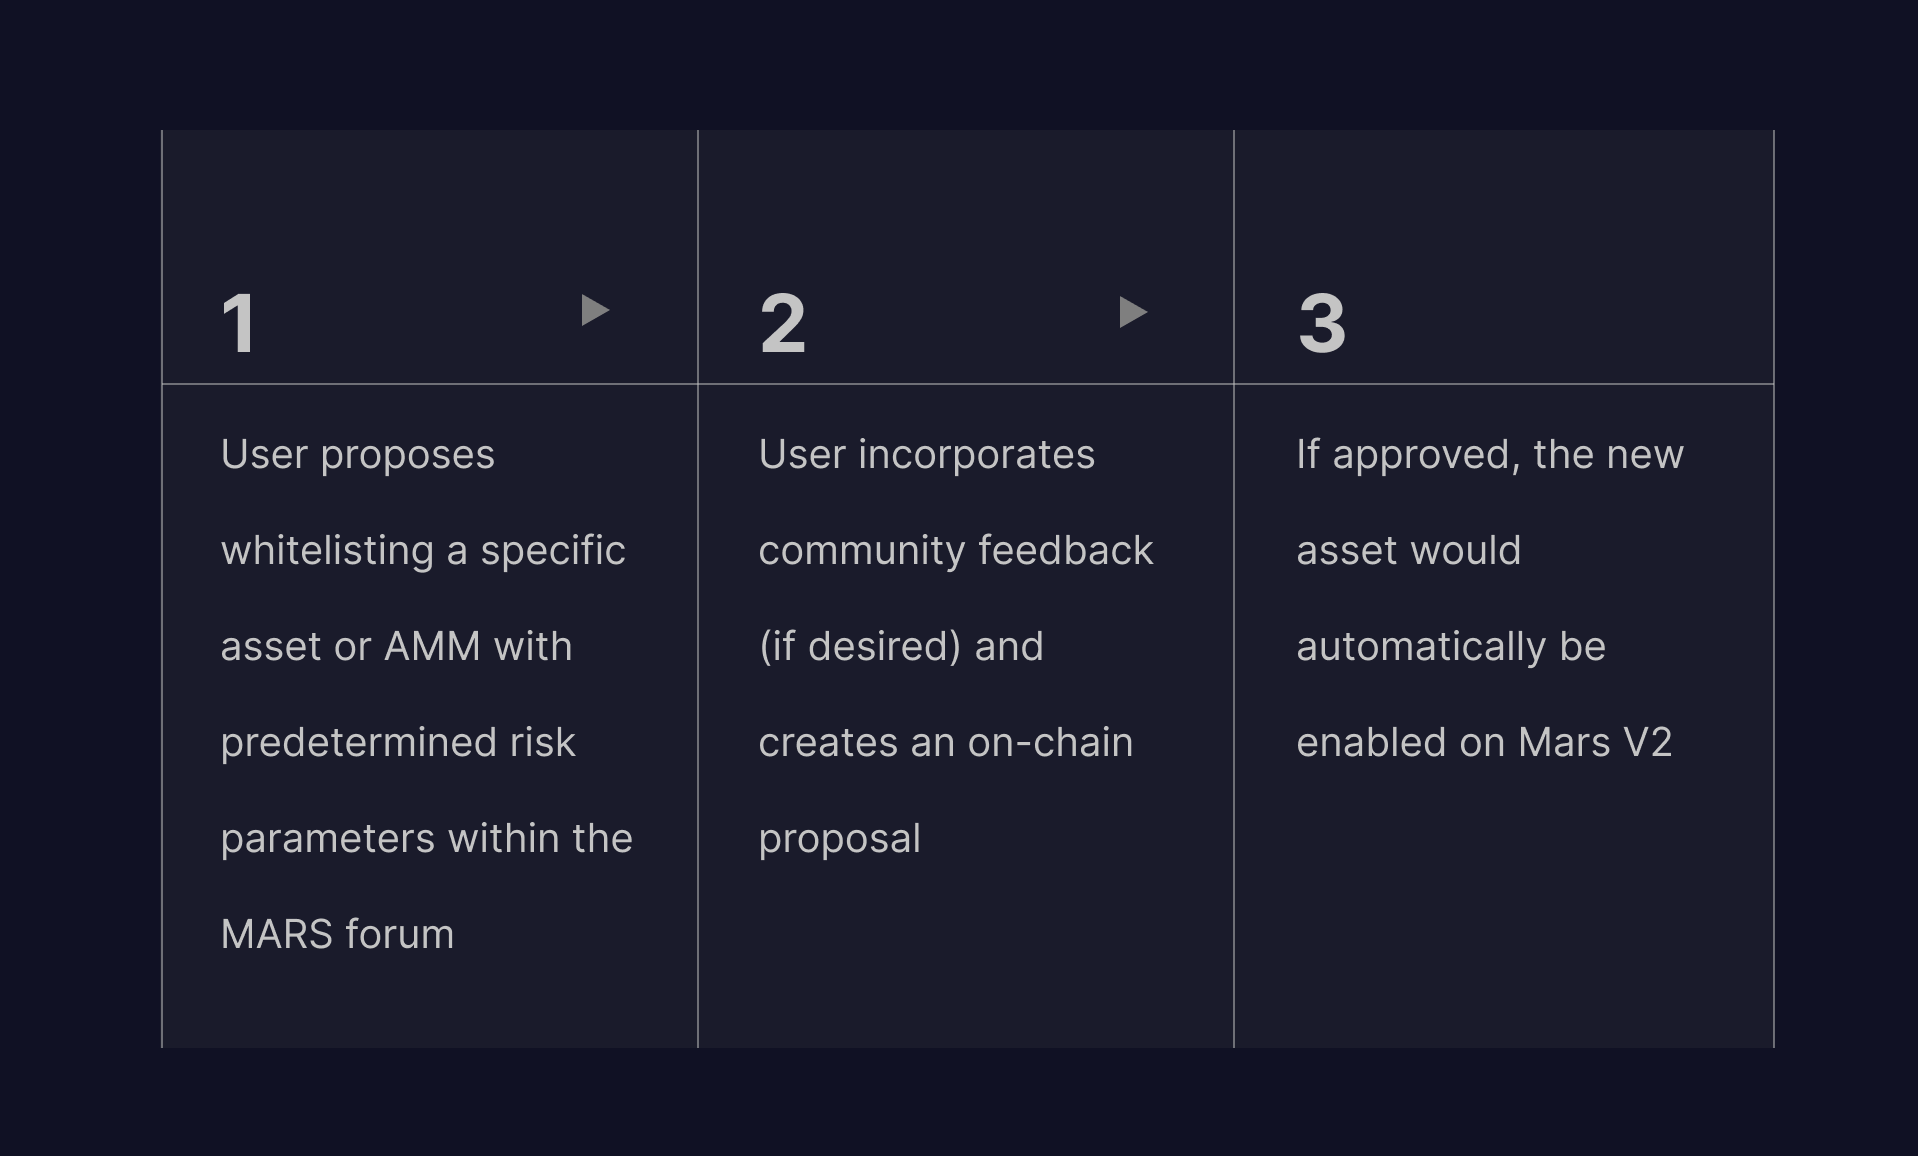 1
User proposes
whitelisting a specific
asset or AMM with
predetermined risk
parameters within the
MARS forum
2
User incorporates
community feedback
(if desired) and
creates an on-chain
proposal
3
If approved, the new
asset would
automatically be
enabled on Mars V2